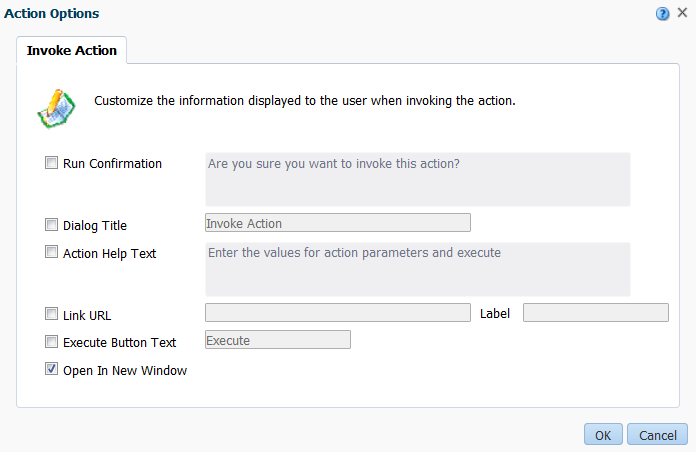 Action Options
?
Invoke Action
Customize the information displayed to the user when invoking the action.
Run Confirmation Are you sure you want to invoke this action?
Dialog Title Invoke Action
Action Help Text Enter the values for action parameters and execute
Link URL Label
Execute Button Text Execute
Open In New Window
OK Cancel